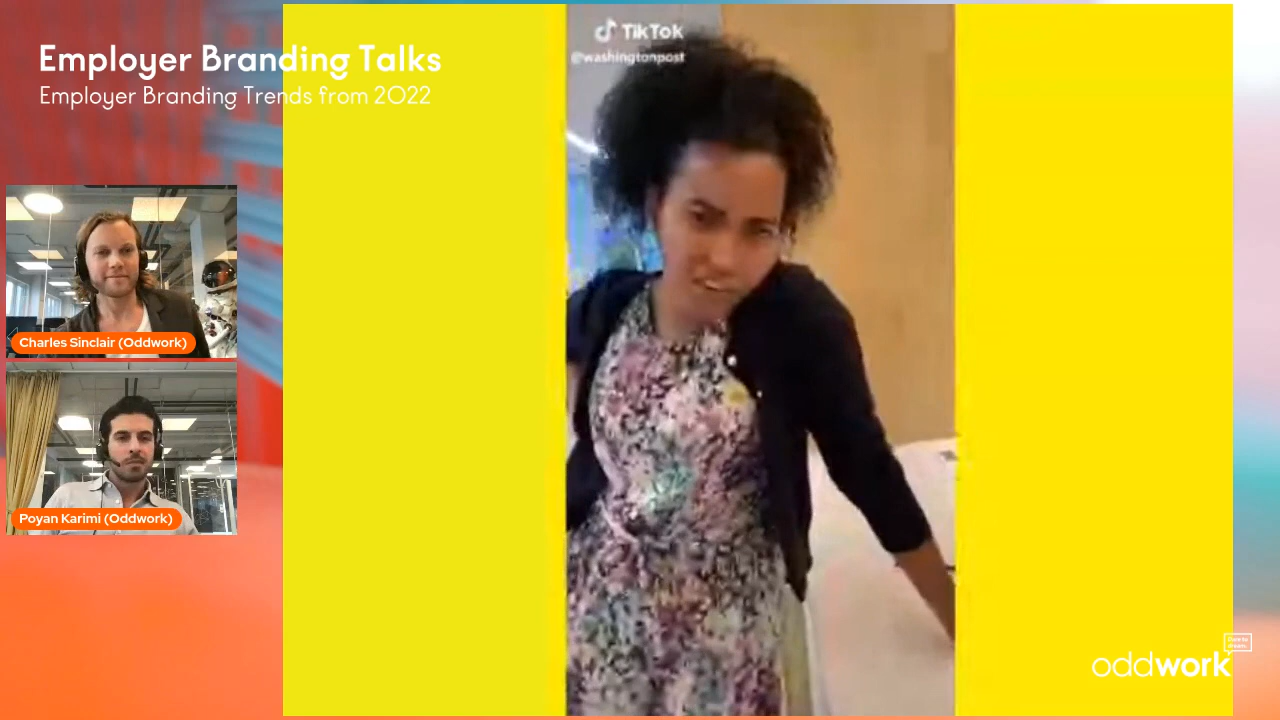 Employer Branding Talks
Employer Branding Trends from 2022
TikTok
@washingtonpost
Charles Sinclair (Oddwork)
Poyan Karimi (Oddwork)
oddwork